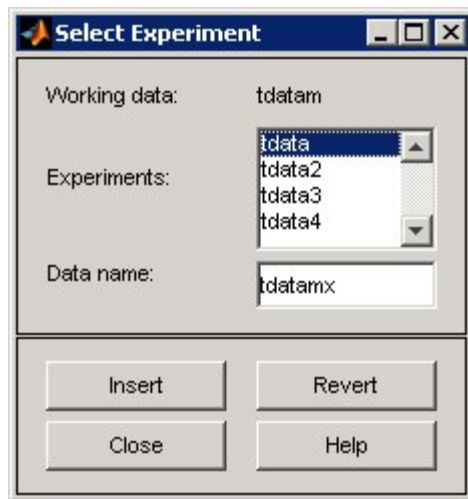 Select Experiment
Working data: tdatam
Experiments:
tdata
tdata2
tdata3
tdata4
Data name: tdatamx
Insert Revert
Close Help